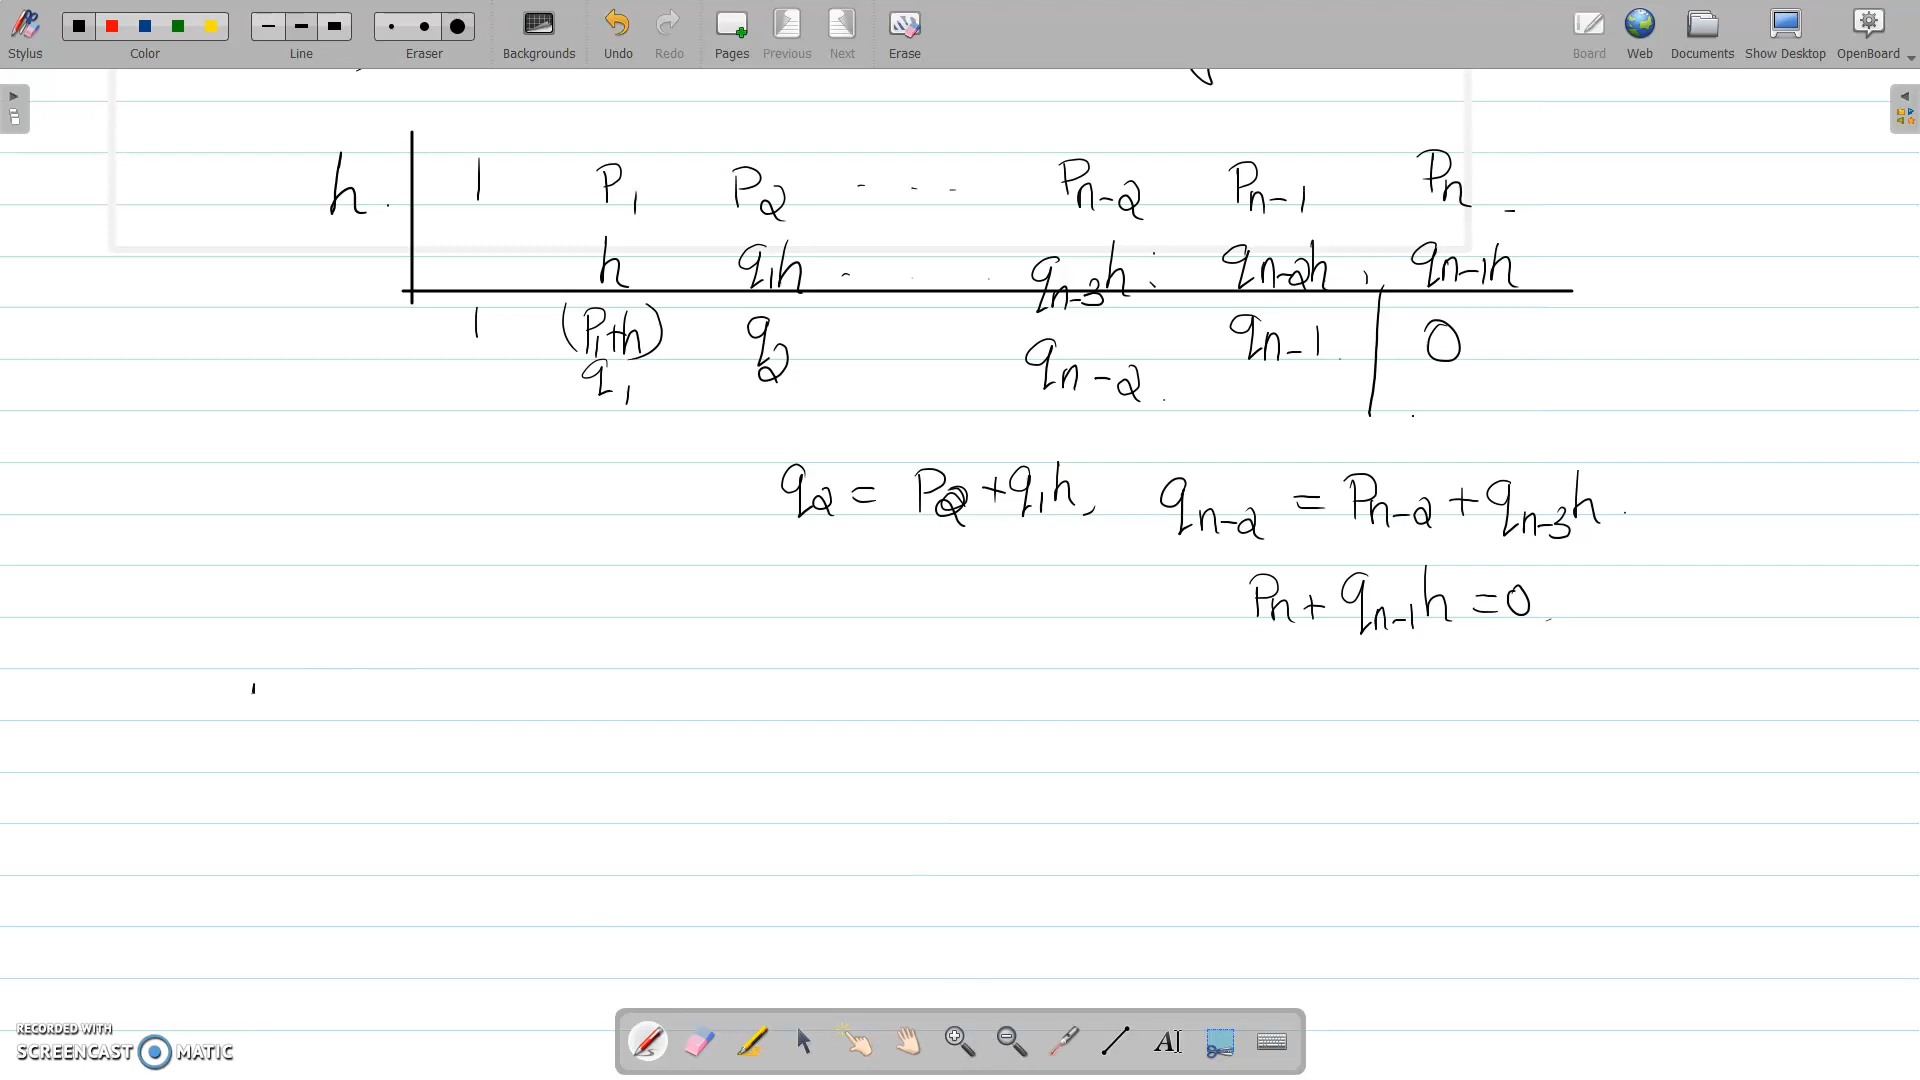 Stylus Color Line Eraser Backgrounds Undo Redo Pages Previous Next Erase Board Web Documents Show Desktop OpenBoard
h. | 1 P₁ P₂ - - - Pₙ₋₂ Pₙ₋₁ Pₙ
h q₁h . . . qₙ₋₃h qₙ₋₂h qₙ₋₁h
1 (P₁+h) q₂ qₙ₋₂ qₙ₋₁ | 0
q₁
q₂ = P₂ + q₁h, qₙ₋₂ = Pₙ₋₂ + qₙ₋₃h.
Pₙ + qₙ₋₁h = 0.
RECORDED WITH
SCREENCAST MATIC